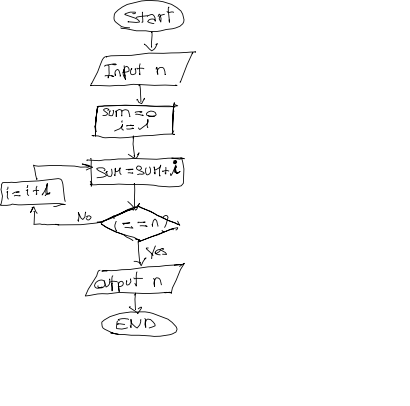 Start
Input n
sum=0
i=1
sum=sum+i
i=i+1
No
i==n?
Yes
output n
END